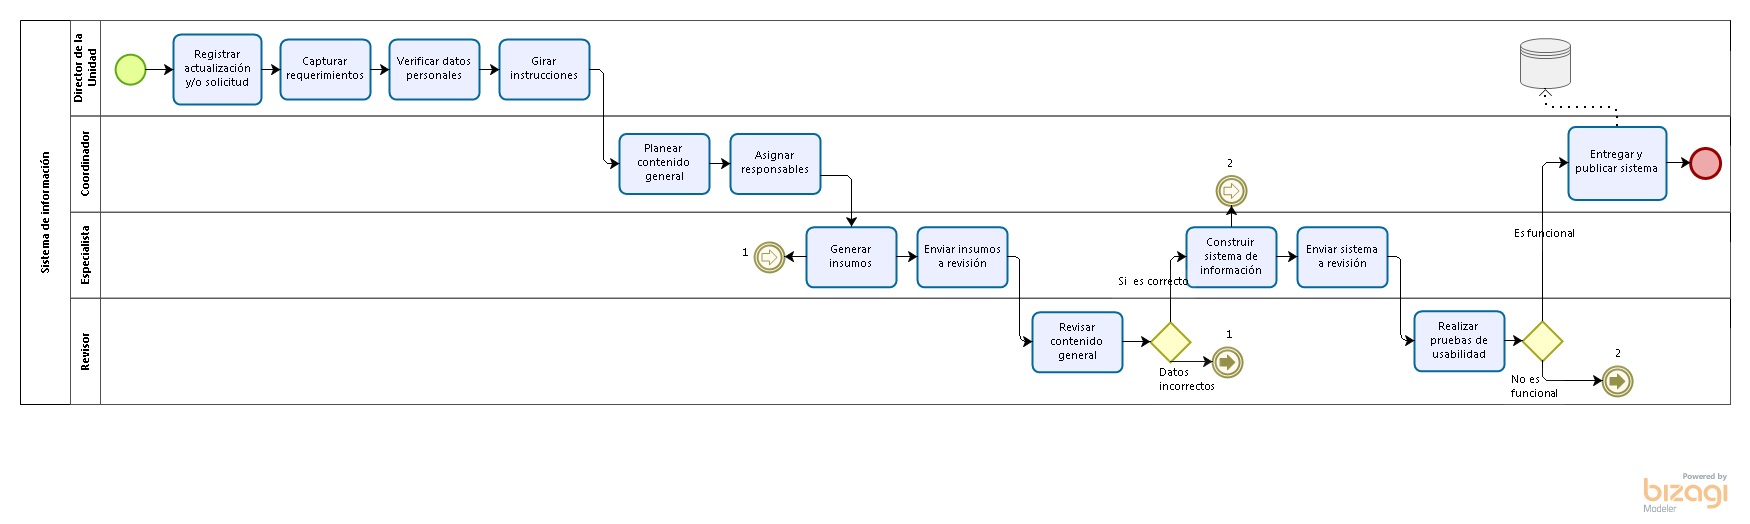 Sistema de información
Director de la
Unidad
Registrar
actualización
y/o solicitud
Capturar
requerimientos
Verificar datos
personales
Girar
instrucciones
Coordinador
Planear
contenido
general
Asignar
responsables
2
Entregar y
publicar sistema
Especialista
1
Generar
insumos
Enviar insumos
a revisión
Si es correcto
Construir
sistema de
información
Enviar sistema
a revisión
Es funcional
Revisor
Revisar
contenido
general
Datos
incorrectos
1
Realizar
pruebas de
usabilidad
No es
funcional
2
Powered by
bizagi
Modeler